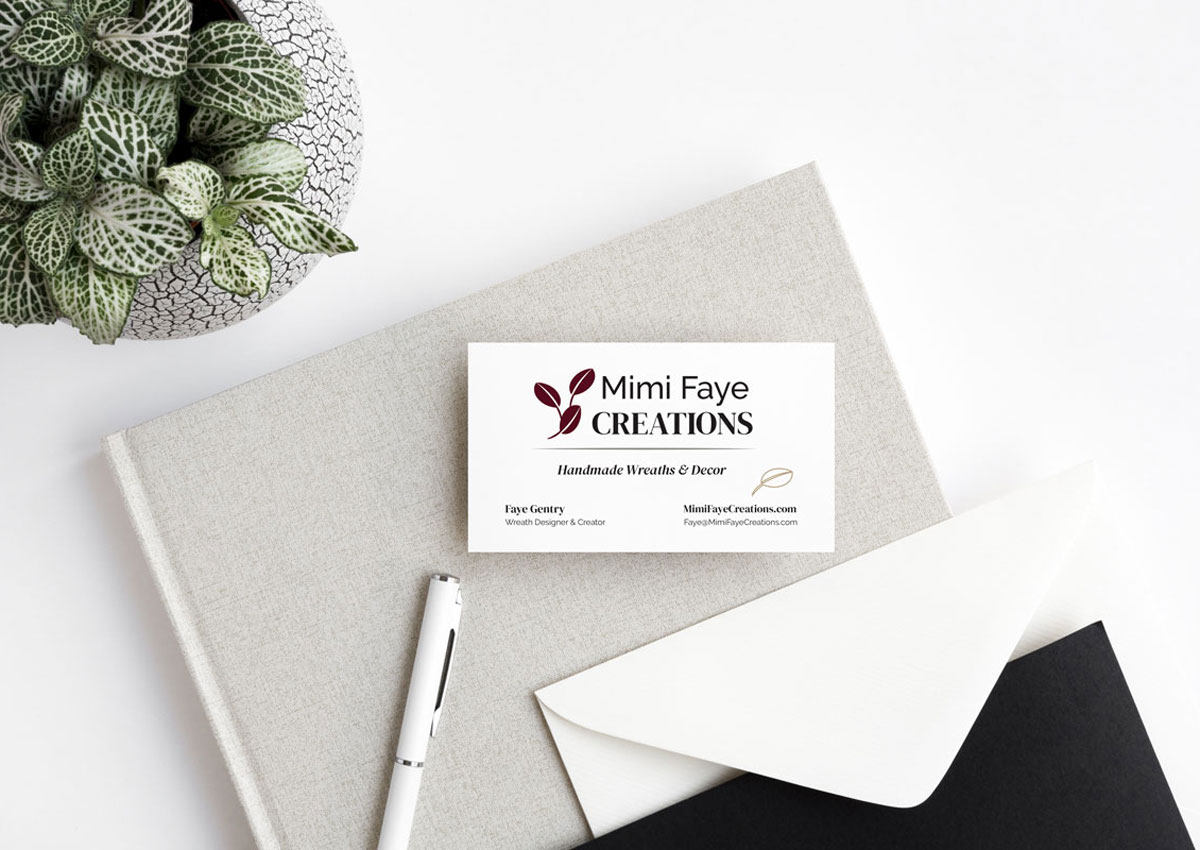 Mimi Faye
CREATIONS
Handmade Wreaths & Decor
Faye Gentry
Wreath Designer & Creator
MimiFayeCreations.com
Faye@MimiFayeCreations.com